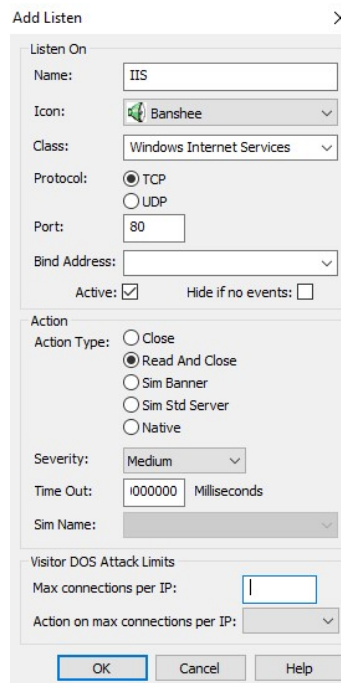 Add Listen
Listen On
Name: IIS
Icon: Banshee
Class: Windows Internet Services
Protocol: TCP
UDP
Port: 80
Bind Address:
Active: Hide if no events:
Action
Action Type: Close
Read And Close
Sim Banner
Sim Std Server
Native
Severity: Medium
Time Out: 000000 Milliseconds
Sim Name:
Visitor DOS Attack Limits
Max connections per IP:
Action on max connections per IP:
OK Cancel Help